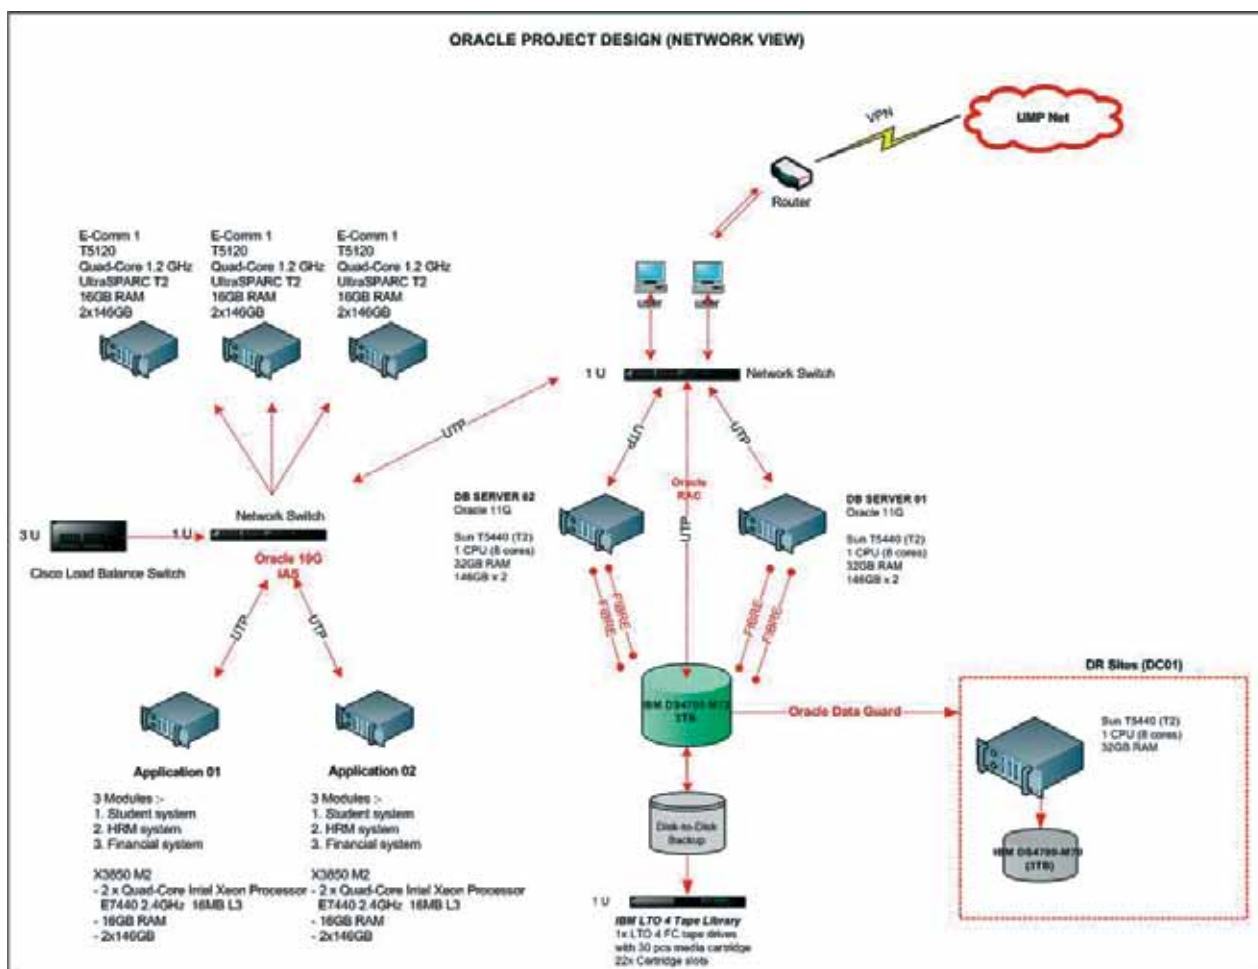 ORACLE PROJECT DESIGN (NETWORK VIEW)
VPN
UMP Net
Router
E-Comm 1
T5120
Quad-Core 1.2 GHz
UltraSPARC T2
16GB RAM
2x146GB
E-Comm 1
T5120
Quad-Core 1.2 GHz
UltraSPARC T2
16GB RAM
2x146GB
E-Comm 1
T5120
Quad-Core 1.2 GHz
UltraSPARC T2
16GB RAM
2x146GB
user
user
1 U
Network Switch
UTP
UTP
UTP
Oracle
RAC
UTP
DB SERVER 02
Oracle 11G
Sun T5440 (T2)
1 CPU (8 cores)
32GB RAM
146GB x 2
DB SERVER 01
Oracle 11G
Sun T5440 (T2)
1 CPU (8 cores)
32GB RAM
146GB x 2
Network Switch
3 U
1 U
Cisco Load Balance Switch
Oracle 10G
IAS
UTP
UTP
FIBRE
FIBRE
FIBRE
FIBRE
Application 01
3 Modules :-
1. Student system
2. HRM system
3. Financial system
X3850 M2
- 2 x Quad-Core Intel Xeon Processor
E7440 2.4GHz 16MB L3
- 16GB RAM
- 2x146GB
Application 02
3 Modules :-
1. Student system
2. HRM system
3. Financial system
X3850 M2
- 2 x Quad-Core Intel Xeon Processor
E7440 2.4GHz 16MB L3
- 16GB RAM
- 2x146GB
IBM DS4700-M72
3TB
Oracle Data Guard
Disk-to-Disk
Backup
1 U
IBM LTO 4 Tape Library
1x LTO 4 FC tape drives
with 30 pcs media cartridge
22x Cartridge slots
DR Sites (DC01)
Sun T5440 (T2)
1 CPU (8 cores)
32GB RAM
IBM DS4700-M70
(3TB)